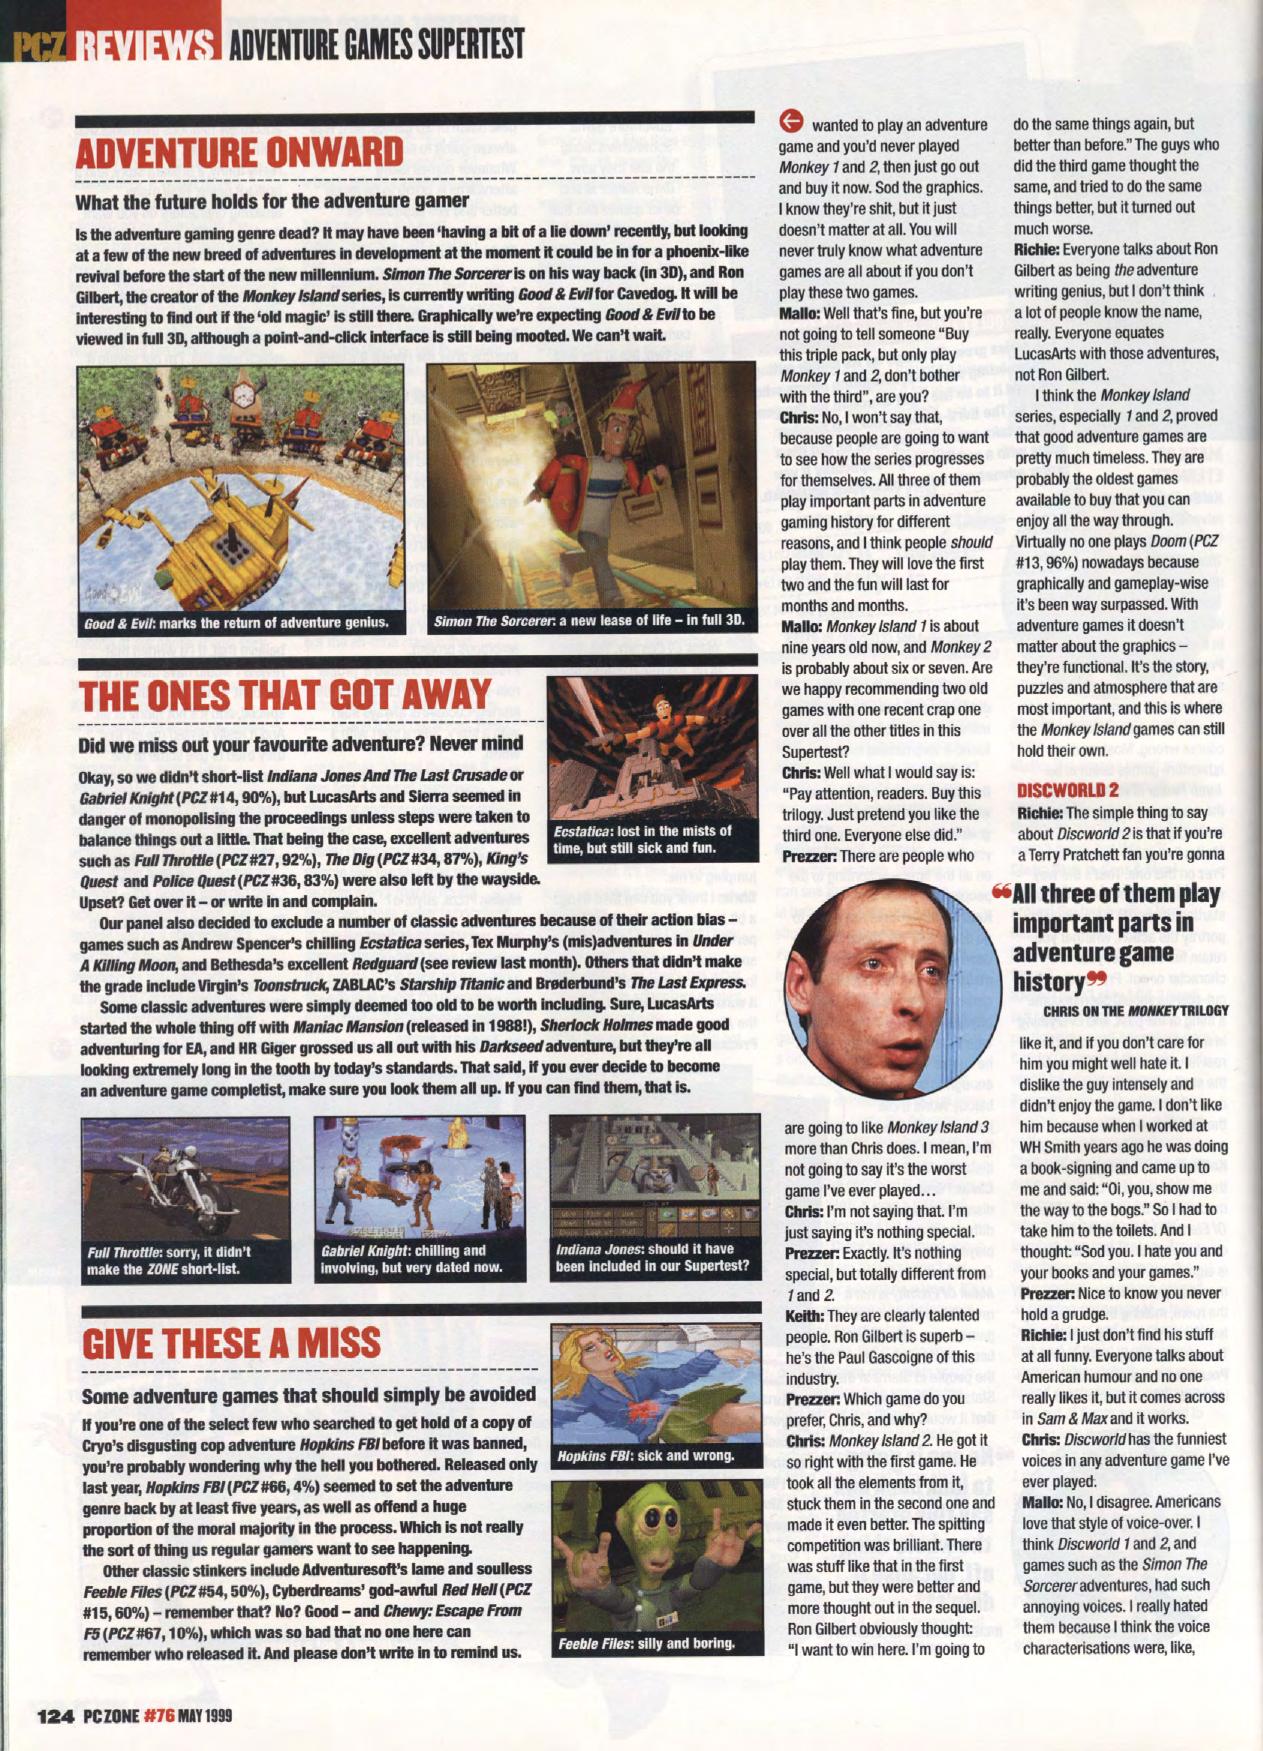 PCZ REVIEWS ADVENTURE GAMES SUPERTEST
ADVENTURE ONWARD
What the future holds for the adventure gamer
Is the adventure gaming genre dead? It may have been ‘having a bit of a lie down’ recently, but looking
at a few of the new breed of adventures in development at the moment it could be in for a phoenix-like
revival before the start of the new millennium. Simon The Sorcerer is on his way back (in 3D), and Ron
Gilbert, the creator of the Monkey Island series, is currently writing Good & Evil for Cavedog. It will be
interesting to find out if the ‘old magic’ is still there. Graphically we're expecting Good & Evil to be
viewed in full 3D, although a point-and-click interface is still being mooted. We can't wait.
Good & Evil: marks the return of adventure genius.
Simon The Sorcerer: a new lease of life – in full 3D.
THE ONES THAT GOT AWAY
Did we miss out your favourite adventure? Never mind
Okay, so we didn't short-list Indiana Jones And The Last Crusade or
Gabriel Knight (PCZ #14, 90%), but LucasArts and Sierra seemed in
danger of monopolising the proceedings unless steps were taken to
balance things out a little. That being the case, excellent adventures
such as Full Throttle (PCZ #27, 92%), The Dig (PCZ #34, 87%), King's
Quest and Police Quest (PCZ #36, 83%) were also left by the wayside.
Upset? Get over it – or write in and complain.
Our panel also decided to exclude a number of classic adventures because of their action bias –
games such as Andrew Spencer's chilling Ecstatica series, Tex Murphy's (mis)adventures in Under
A Killing Moon, and Bethesda's excellent Redguard (see review last month). Others that didn't make
the grade include Virgin's Toonstruck, ZABLAC's Starship Titanic and Brøderbund's The Last Express.
Some classic adventures were simply deemed too old to be worth including. Sure, LucasArts
started the whole thing off with Maniac Mansion (released in 1988!), Sherlock Holmes made good
adventuring for EA, and HR Giger grossed us all out with his Darkseed adventure, but they're all
looking extremely long in the tooth by today's standards. That said, if you ever decide to become
an adventure game completist, make sure you look them all up. If you can find them, that is.
Ecstatica: lost in the mists of
time, but still sick and fun.
Full Throttle: sorry, it didn't
make the ZONE short-list.
Gabriel Knight: chilling and
involving, but very dated now.
Indiana Jones: should it have
been included in our Supertest?
GIVE THESE A MISS
Some adventure games that should simply be avoided
If you're one of the select few who searched to get hold of a copy of
Cryo's disgusting cop adventure Hopkins FBI before it was banned,
you're probably wondering why the hell you bothered. Released only
last year, Hopkins FBI (PCZ #66, 4%) seemed to set the adventure
genre back by at least five years, as well as offend a huge
proportion of the moral majority in the process. Which is not really
the sort of thing us regular gamers want to see happening.
Other classic stinkers include Adventuresoft's lame and soulless
Feeble Files (PCZ #54, 50%), Cyberdreams' god-awful Red Hell (PCZ
#15, 60%) – remember that? No? Good – and Chewy: Escape From
F5 (PCZ #67, 10%), which was so bad that no one here can
remember who released it. And please don't write in to remind us.
Hopkins FBI: sick and wrong.
Feeble Files: silly and boring.
wanted to play an adventure
game and you'd never played
Monkey 1 and 2, then just go out
and buy it now. Sod the graphics.
I know they're shit, but it just
doesn't matter at all. You will
never truly know what adventure
games are all about if you don't
play these two games.
Mallo: Well that's fine, but you're
not going to tell someone “Buy
this triple pack, but only play
Monkey 1 and 2, don't bother
with the third”, are you?
Chris: No, I won't say that,
because people are going to want
to see how the series progresses
for themselves. All three of them
play important parts in adventure
gaming history for different
reasons, and I think people should
play them. They will love the first
two and the fun will last for
months and months.
Mallo: Monkey Island 1 is about
nine years old now, and Monkey 2
is probably about six or seven. Are
we happy recommending two old
games with one recent crap one
over all the other titles in this
Supertest?
Chris: Well what I would say is:
“Pay attention, readers. Buy this
trilogy. Just pretend you like the
third one. Everyone else did.”
Prezzer: There are people who
are going to like Monkey Island 3
more than Chris does. I mean, I'm
not going to say it's the worst
game I've ever played…
Chris: I'm not saying that. I'm
just saying it's nothing special.
Prezzer: Exactly. It's nothing
special, but totally different from
1 and 2.
Keith: They are clearly talented
people. Ron Gilbert is superb –
he's the Paul Gascoigne of this
industry.
Prezzer: Which game do you
prefer, Chris, and why?
Chris: Monkey Island 2. He got it
so right with the first game. He
took all the elements from it,
stuck them in the second one and
made it even better. The spitting
competition was brilliant. There
was stuff like that in the first
game, but they were better and
more thought out in the sequel.
Ron Gilbert obviously thought:
“I want to win here. I'm going to
do the same things again, but
better than before.” The guys who
did the third game thought the
same, and tried to do the same
things better, but it turned out
much worse.
Richie: Everyone talks about Ron
Gilbert as being the adventure
writing genius, but I don't think
a lot of people know the name,
really. Everyone equates
LucasArts with those adventures,
not Ron Gilbert.
I think the Monkey Island
series, especially 1 and 2, proved
that good adventure games are
pretty much timeless. They are
probably the oldest games
available to buy that you can
enjoy all the way through.
Virtually no one plays Doom (PCZ
#13, 96%) nowadays because
graphically and gameplay-wise
it's been way surpassed. With
adventure games it doesn't
matter about the graphics –
they're functional. It's the story,
puzzles and atmosphere that are
most important, and this is where
the Monkey Island games can still
hold their own.
DISCWORLD 2
Richie: The simple thing to say
about Discworld 2 is that if you're
a Terry Pratchett fan you're gonna
“All three of them play
important parts in
adventure game
history”
CHRIS ON THE MONKEY TRILOGY
like it, and if you don't care for
him you might well hate it. I
dislike the guy intensely and
didn't enjoy the game. I don't like
him because when I worked at
WH Smith years ago he was doing
a book-signing and came up to
me and said: “Oi, you, show me
the way to the bogs.” So I had to
take him to the toilets. And I
thought: “Sod you. I hate you and
your books and your games.”
Prezzer: Nice to know you never
hold a grudge.
Richie: I just don't find his stuff
at all funny. Everyone talks about
American humour and no one
really likes it, but it comes across
in Sam & Max and it works.
Chris: Discworld has the funniest
voices in any adventure game I've
ever played.
Mallo: No, I disagree. Americans
love that style of voice-over. I
think Discworld 1 and 2, and
games such as the Simon The
Sorcerer adventures, had such
annoying voices. I really hated
them because I think the voice
characterisations were, like,
124 PC ZONE #76 MAY 1999